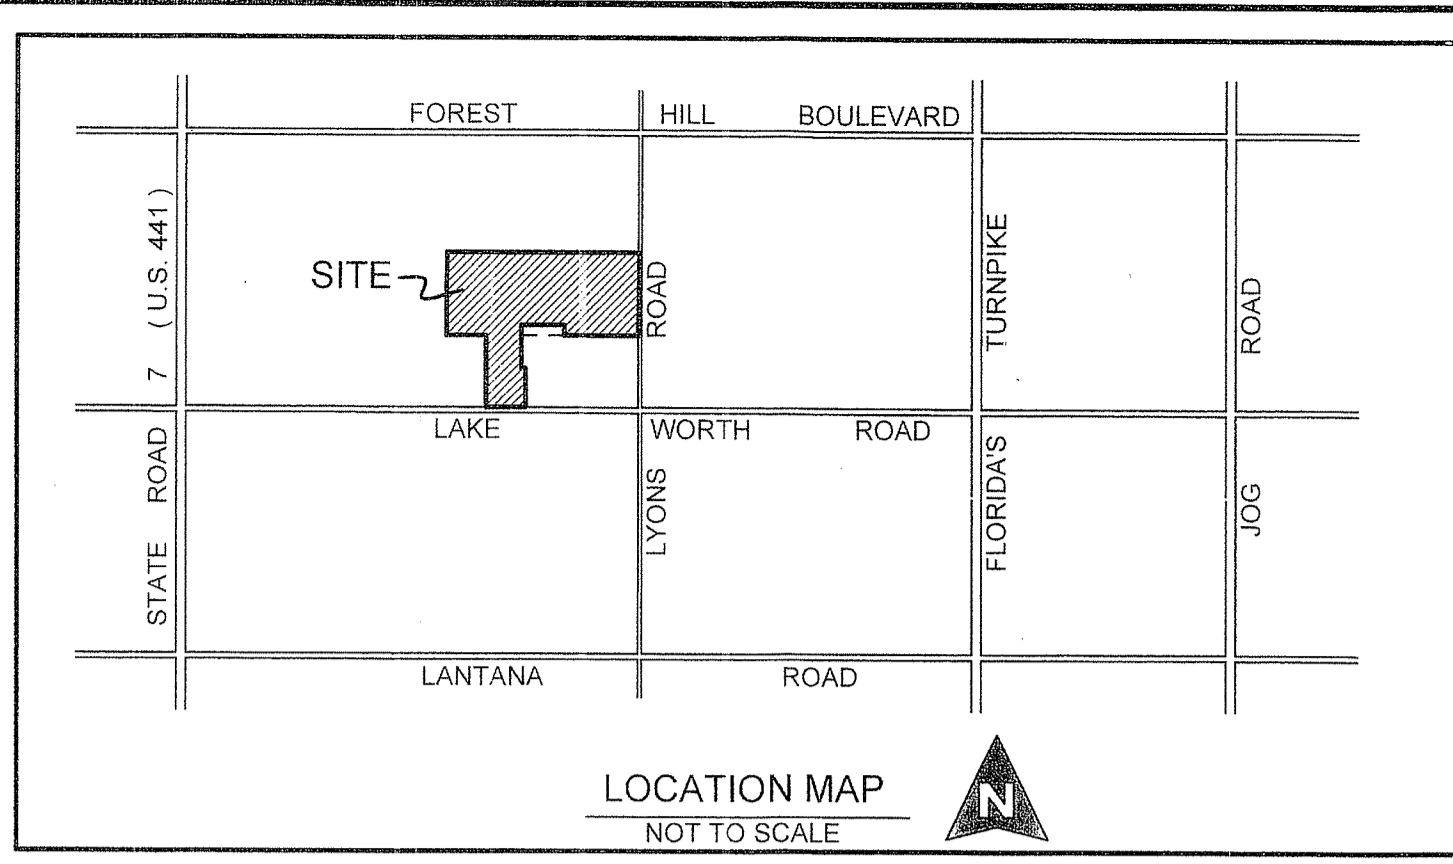 FOREST HILL BOULEVARD
STATE ROAD 7 (U.S. 441)
SITE
LYONS ROAD
FLORIDA'S TURNPIKE
JOG ROAD
LAKE WORTH ROAD
LANTANA ROAD
LOCATION MAP
NOT TO SCALE
N